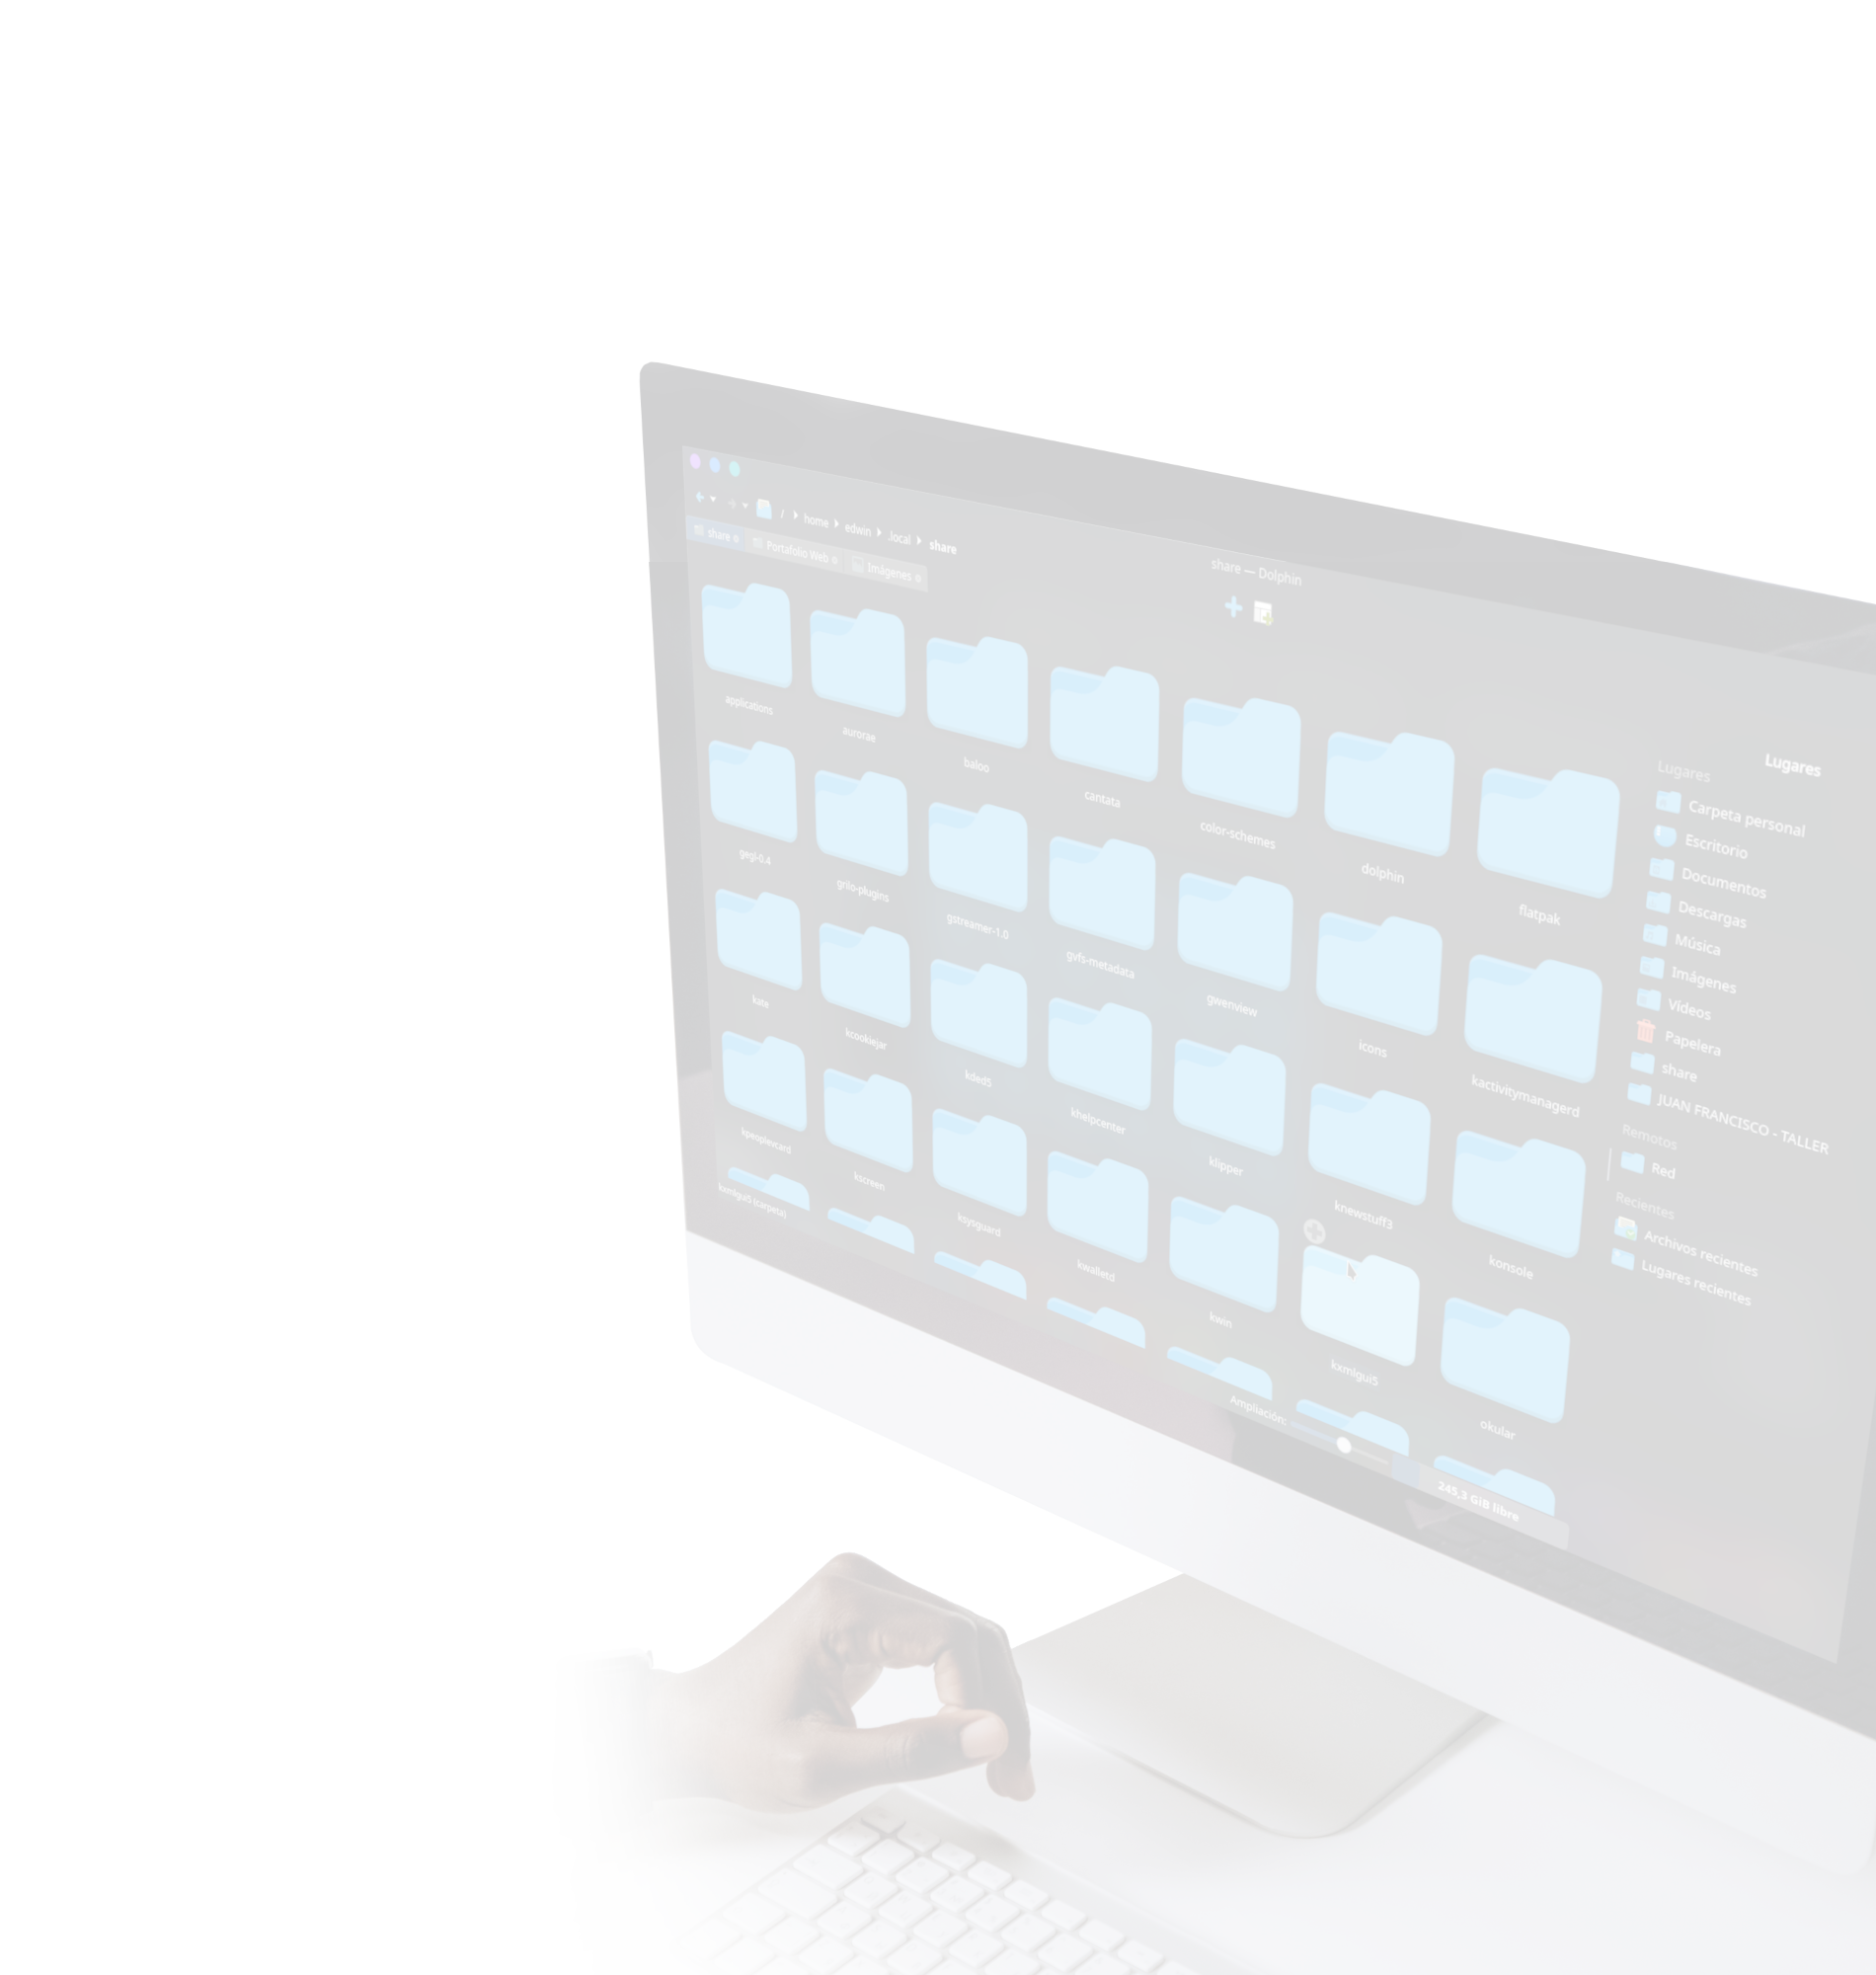 / home edwin .local share
share Portafolio Web Imágenes
share — Dolphin
applications
aurorae
baloo
cantata
color-schemes
dolphin
flatpak
gegl-0.4
grilo-plugins
gstreamer-1.0
gvfs-metadata
gwenview
icons
kactivitymanagerd
kate
kcookiejar
kded5
khelpcenter
klipper
knewstuff3
konsole
kpeoplevcard
kscreen
ksysguard
kwalletd
kwin
kxmlgui5
okular
kxmlgui5 (carpeta)
Ampliación:
245,3 GiB libre
Lugares
Lugares
Carpeta personal
Escritorio
Documentos
Descargas
Música
Imágenes
Vídeos
Papelera
share
JUAN FRANCISCO - TALLER
Remotos
Red
Recientes
Archivos recientes
Lugares recientes